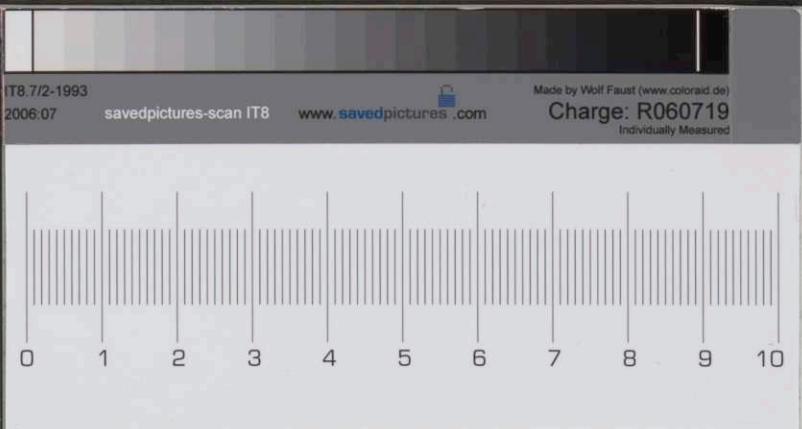 IT8.7/2-1993
2006:07 savedpictures-scan IT8 www.savedpictures.com
Made by Wolf Faust (www.coloraid.de)
Charge: R060719
Individually Measured
0 1 2 3 4 5 6 7 8 9 10